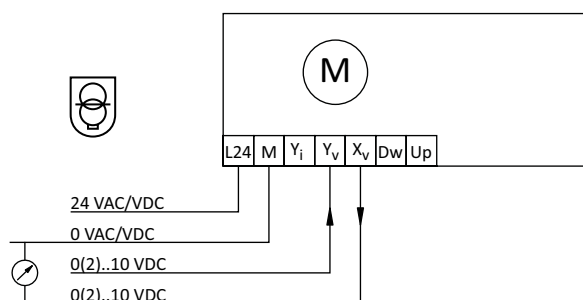 M
L24 M Yi Yv Xv Dw Up
24 VAC/VDC
0 VAC/VDC
0(2)..10 VDC
0(2)..10 VDC